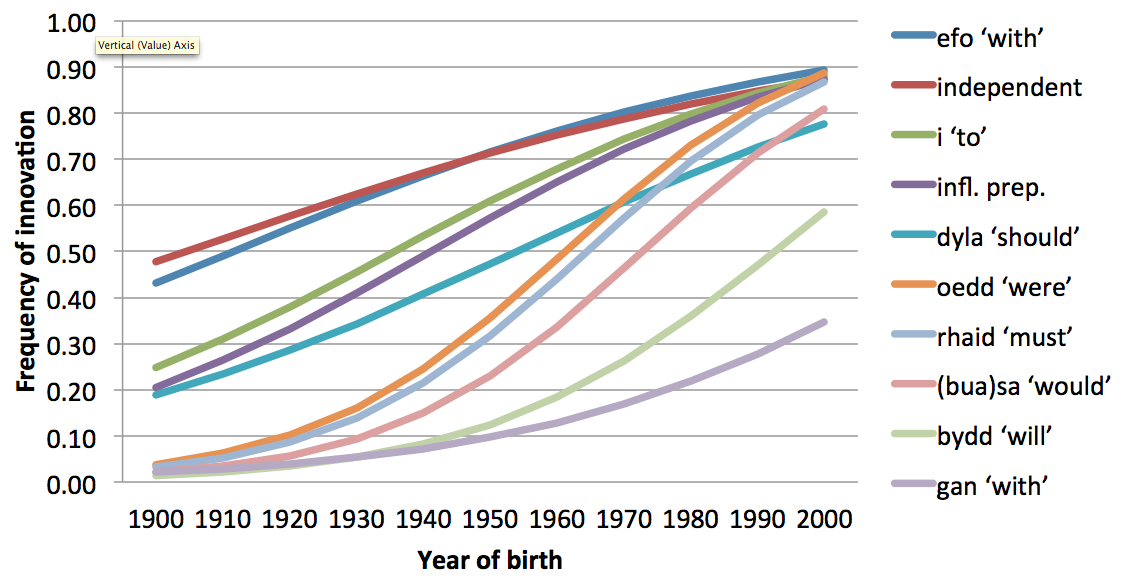 1.00
Vertical (Value) Axis
0.90
0.80
0.70
0.60
0.50
0.40
0.30
0.20
0.10
0.00
Frequency of innovation
1900 1910 1920 1930 1940 1950 1960 1970 1980 1990 2000
Year of birth
efo ‘with’
independent
i ‘to’
infl. prep.
dyla ‘should’
oedd ‘were’
rhaid ‘must’
(bua)sa ‘would’
bydd ‘will’
gan ‘with’